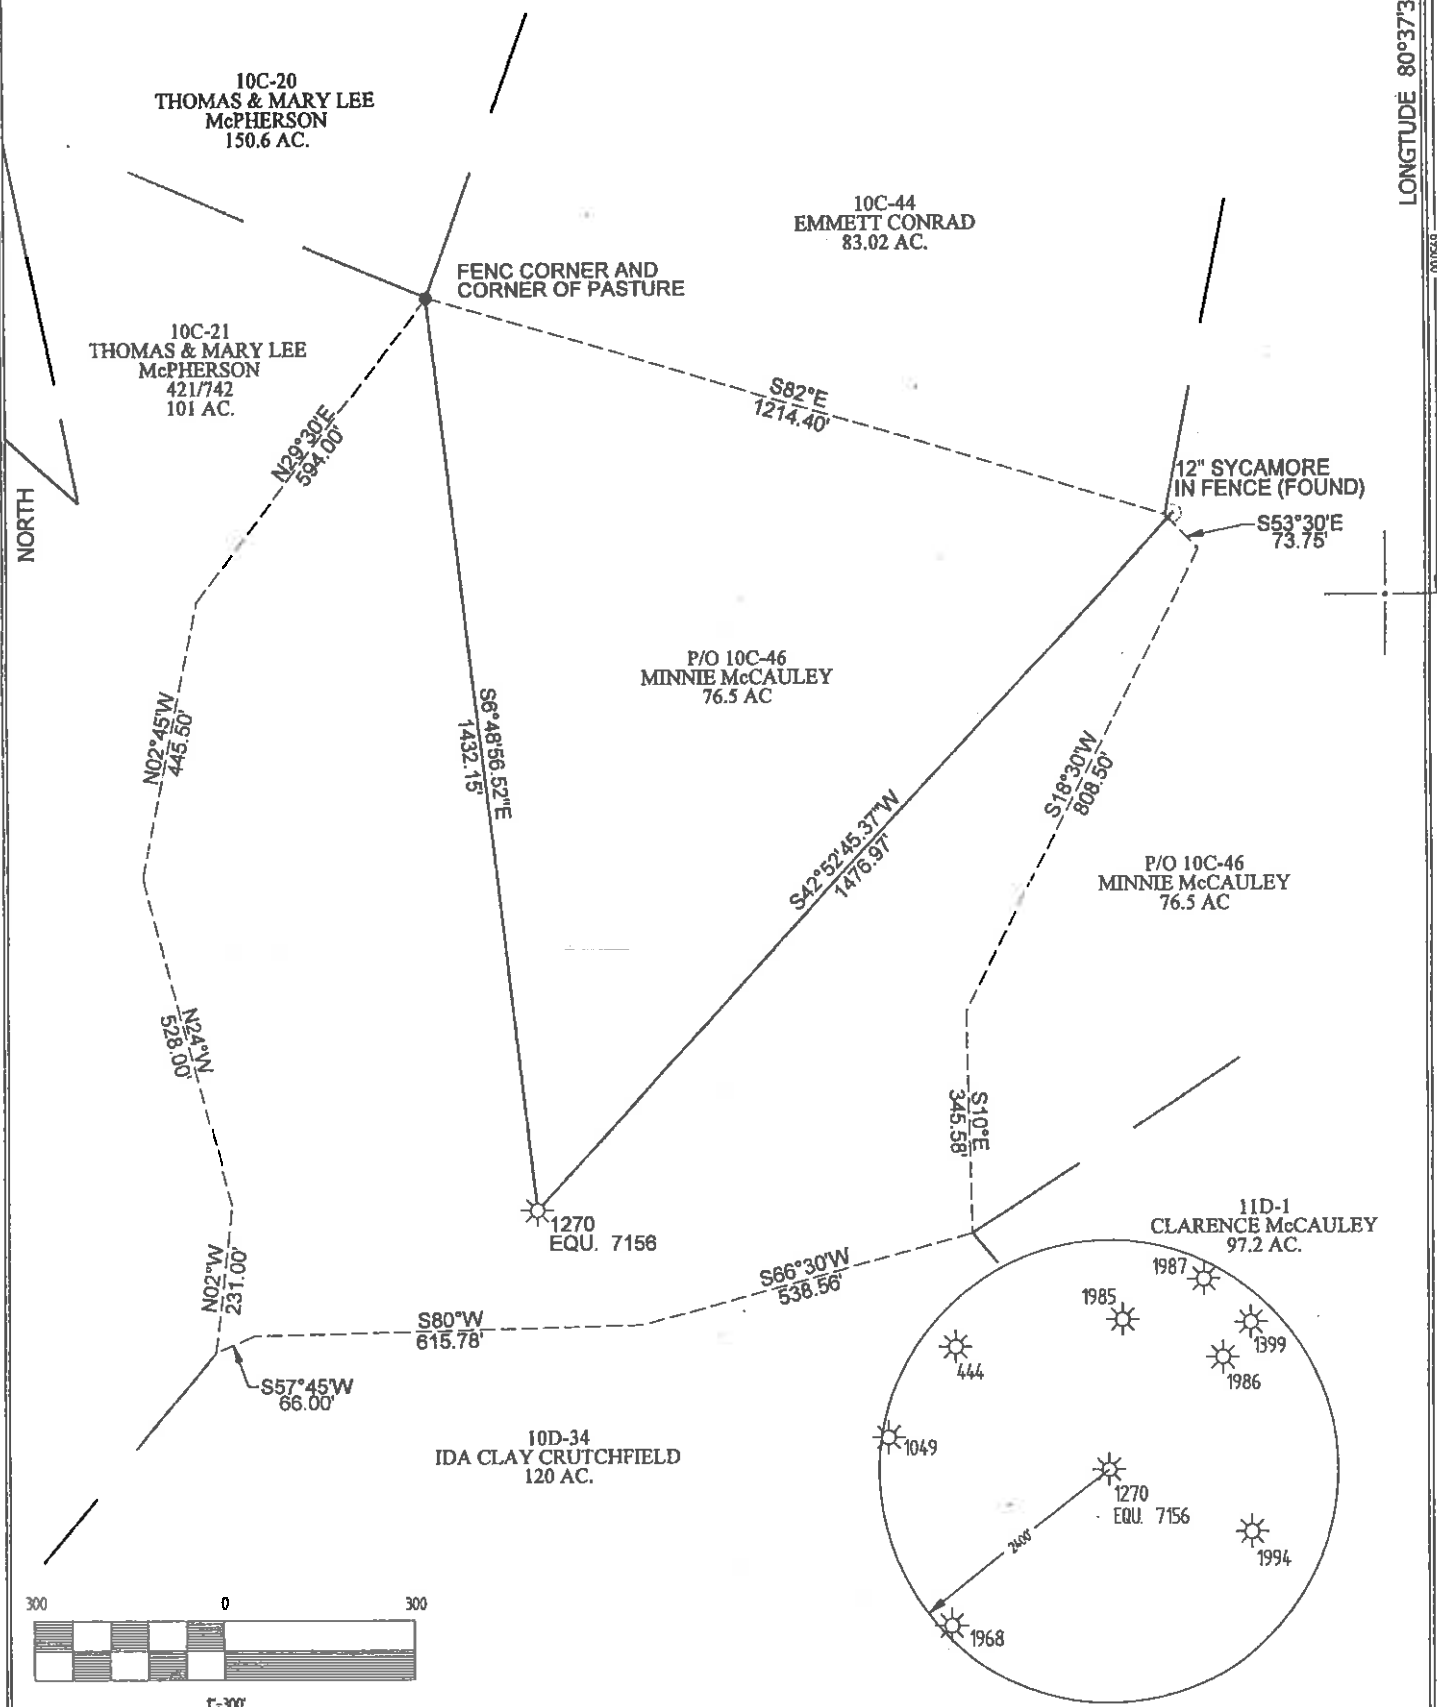 LONGTUDE 80°37'3
10C-20
THOMAS & MARY LEE
McPHERSON
150.6 AC.
10C-44
EMMETT CONRAD
83.02 AC.
FENC CORNER AND
CORNER OF PASTURE
10C-21
THOMAS & MARY LEE
McPHERSON
421/742
101 AC.
S82°E
1214.40'
N29°30'E
594.00'
12" SYCAMORE
IN FENCE (FOUND)
S53°30'E
73.75'
NORTH
P/O 10C-46
MINNIE McCAULEY
76.5 AC
N02°45'W
445.50'
S6°48'56.52"E
1432.15'
S18°30'W
808.50'
S42°52'45.37"W
1476.97'
P/O 10C-46
MINNIE McCAULEY
76.5 AC
N24°W
528.00'
S10°E
345.58'
1270
EQU. 7156
11D-1
CLARENCE McCAULEY
97.2 AC.
N02°W
231.00'
S66°30'W
538.56'
S80°W
615.78'
S57°45'W
66.00'
1987
1985
1399
444
1986
10D-34
IDA CLAY CRUTCHFIELD
120 AC.
1049
1270
EQU. 7156
2400'
1994
1968
300 0 300
1"=300'